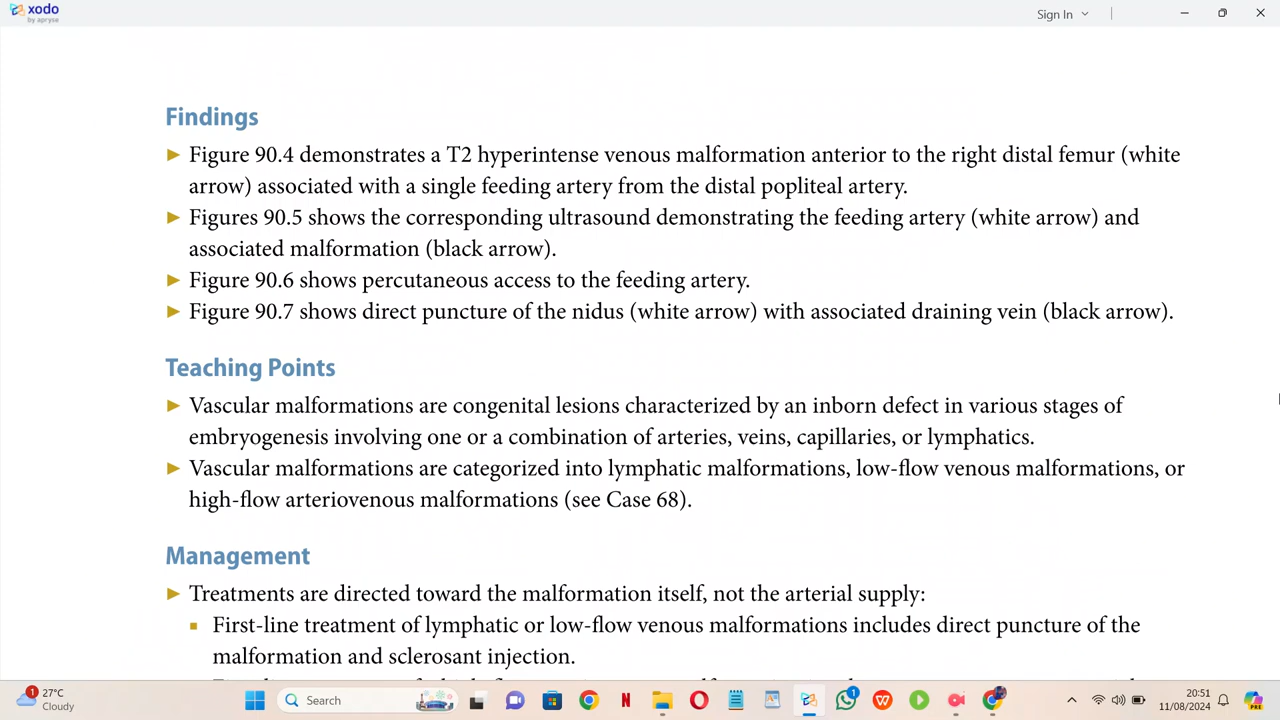 xodo
by apryse
Sign In
Findings
► Figure 90.4 demonstrates a T2 hyperintense venous malformation anterior to the right distal femur (white
arrow) associated with a single feeding artery from the distal popliteal artery.
► Figures 90.5 shows the corresponding ultrasound demonstrating the feeding artery (white arrow) and
associated malformation (black arrow).
► Figure 90.6 shows percutaneous access to the feeding artery.
► Figure 90.7 shows direct puncture of the nidus (white arrow) with associated draining vein (black arrow).
Teaching Points
► Vascular malformations are congenital lesions characterized by an inborn defect in various stages of
embryogenesis involving one or a combination of arteries, veins, capillaries, or lymphatics.
► Vascular malformations are categorized into lymphatic malformations, low-flow venous malformations, or
high-flow arteriovenous malformations (see Case 68).
Management
► Treatments are directed toward the malformation itself, not the arterial supply:
▪ First-line treatment of lymphatic or low-flow venous malformations includes direct puncture of the
malformation and sclerosant injection.
1
27°C
Cloudy
Search
1
20:51
11/08/2024